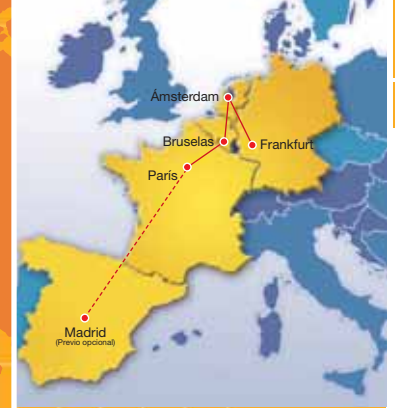 Ámsterdam
Bruselas
Frankfurt
París
Madrid
(Previo opcional)